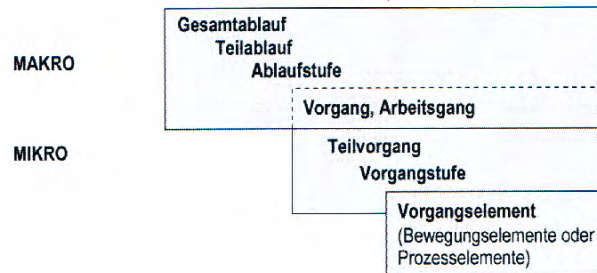 Gesamtablauf
Teilablauf
MAKRO
Ablaufstufe
Vorgang, Arbeitsgang
MIKRO
Teilvorgang
Vorgangstufe
Vorgangselement
(Bewegungselemente oder
Prozesselemente)